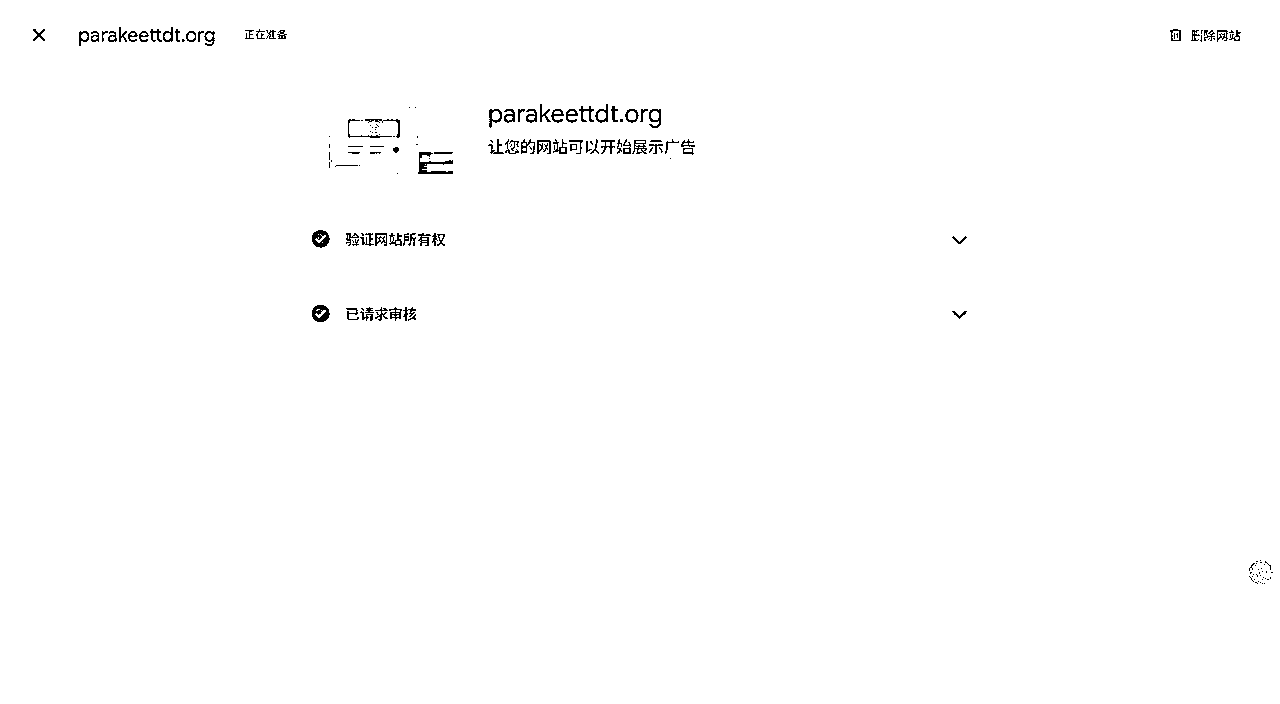 parakeettdt.org
正在准备
删除网站
parakeettdt.org
让您的网站可以开始展示广告
验证网站所有权
已请求审核